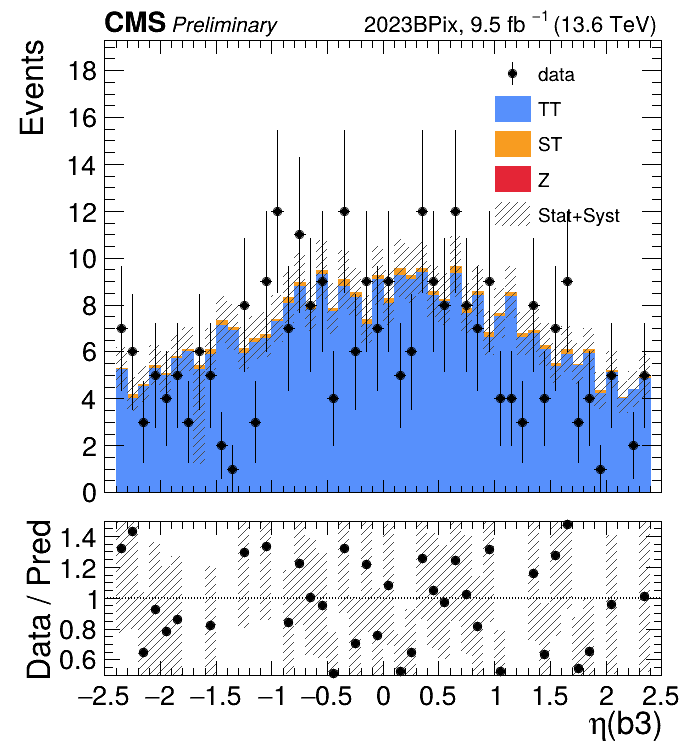 CMS Preliminary 2023BPix, 9.5 fb⁻¹ (13.6 TeV)
Events
18
16
14
12
10
8
6
4
2
0
data
TT
ST
Z
Stat+Syst
Data / Pred
1.4
1.2
1
0.8
0.6
−2.5 −2 −1.5 −1 −0.5 0 0.5 1 1.5 2 2.5
η(b3)